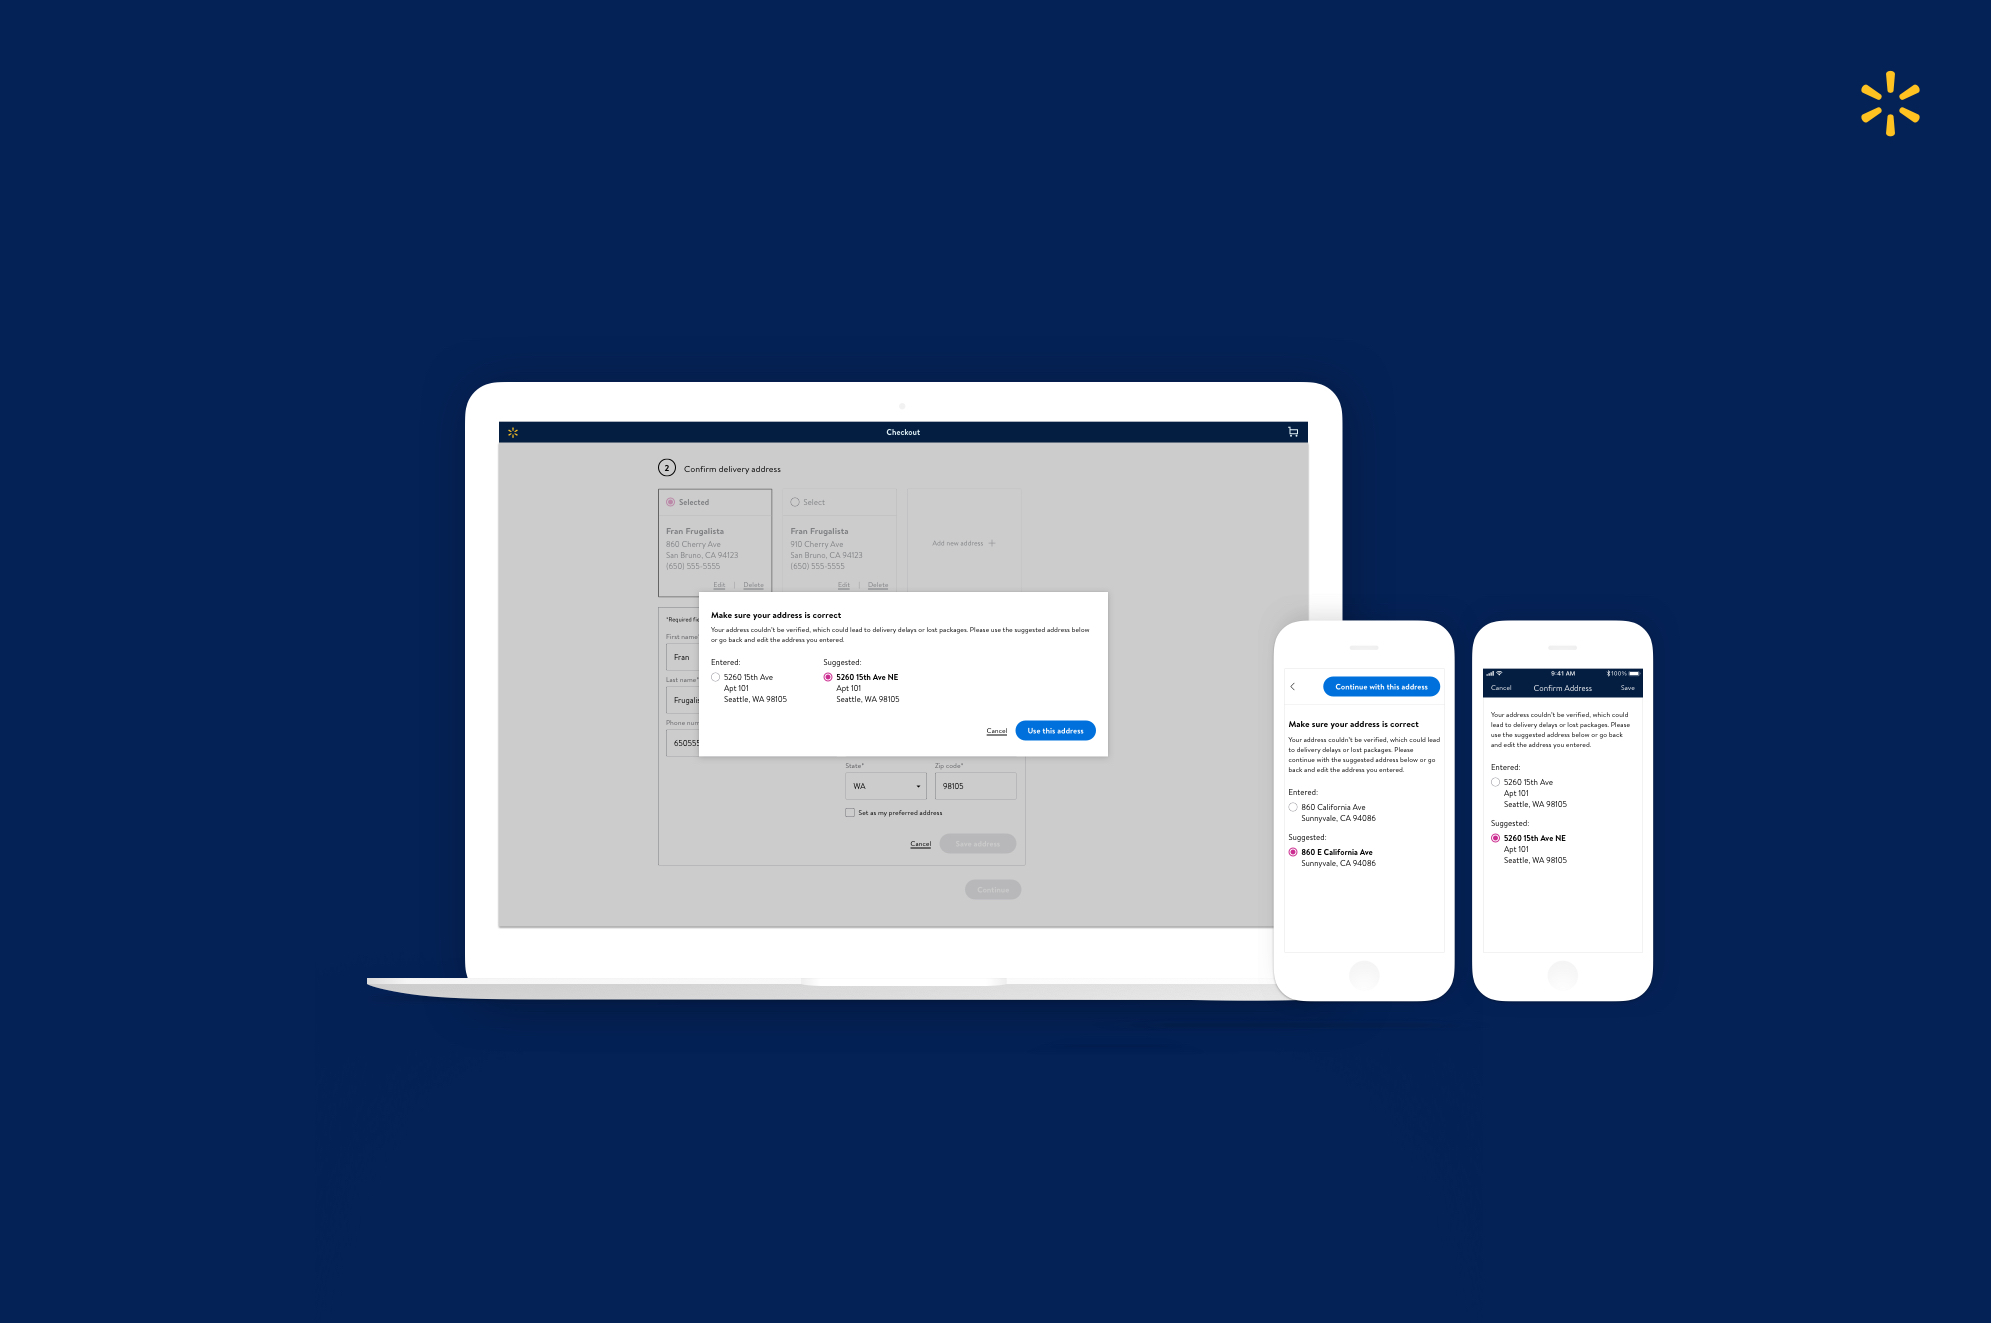 Checkout
2 Confirm delivery address
Selected
Fran Frugalista
860 Cherry Ave
San Bruno, CA 94123
(650) 555-5555
Edit | Delete
Select
Fran Frugalista
910 Cherry Ave
San Bruno, CA 94123
(650) 555-5555
Edit | Delete
Add new address +
*Required fie
First name
Fran
Last name*
Frugalis
Phone num
650555
Make sure your address is correct
Your address couldn't be verified, which could lead to delivery delays or lost packages. Please use the suggested address below
or go back and edit the address you entered.
Entered:
5260 15th Ave
Apt 101
Seattle, WA 98105
Suggested:
5260 15th Ave NE
Apt 101
Seattle, WA 98105
Cancel
Use this address
State*
WA
Zip code*
98105
Set as my preferred address
Cancel
Save address
Continue
Continue with this address
Make sure your address is correct
Your address couldn't be verified, which could lead
to delivery delays or lost packages. Please
continue with the suggested address below or go
back and edit the address you entered.
Entered:
860 California Ave
Sunnyvale, CA 94086
Suggested:
860 E California Ave
Sunnyvale, CA 94086
9:41 AM
100%
Cancel
Confirm Address
Save
Your address couldn't be verified, which could
lead to delivery delays or lost packages. Please
use the suggested address below or go back
and edit the address you entered.
Entered:
5260 15th Ave
Apt 101
Seattle, WA 98105
Suggested:
5260 15th Ave NE
Apt 101
Seattle, WA 98105